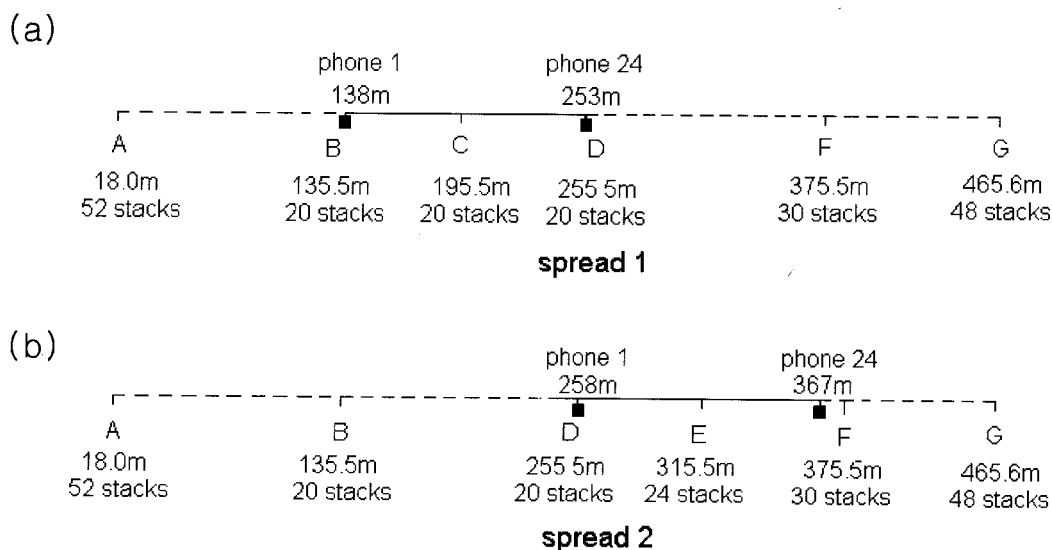 (a)
phone 1 phone 24
138m 253m
A B C D F G
18.0m 135.5m 195.5m 255 5m 375.5m 465.6m
52 stacks 20 stacks 20 stacks 20 stacks 30 stacks 48 stacks
spread 1
(b)
phone 1 phone 24
258m 367m
A B D E F G
18.0m 135.5m 255 5m 315.5m 375.5m 465.6m
52 stacks 20 stacks 20 stacks 24 stacks 30 stacks 48 stacks
spread 2